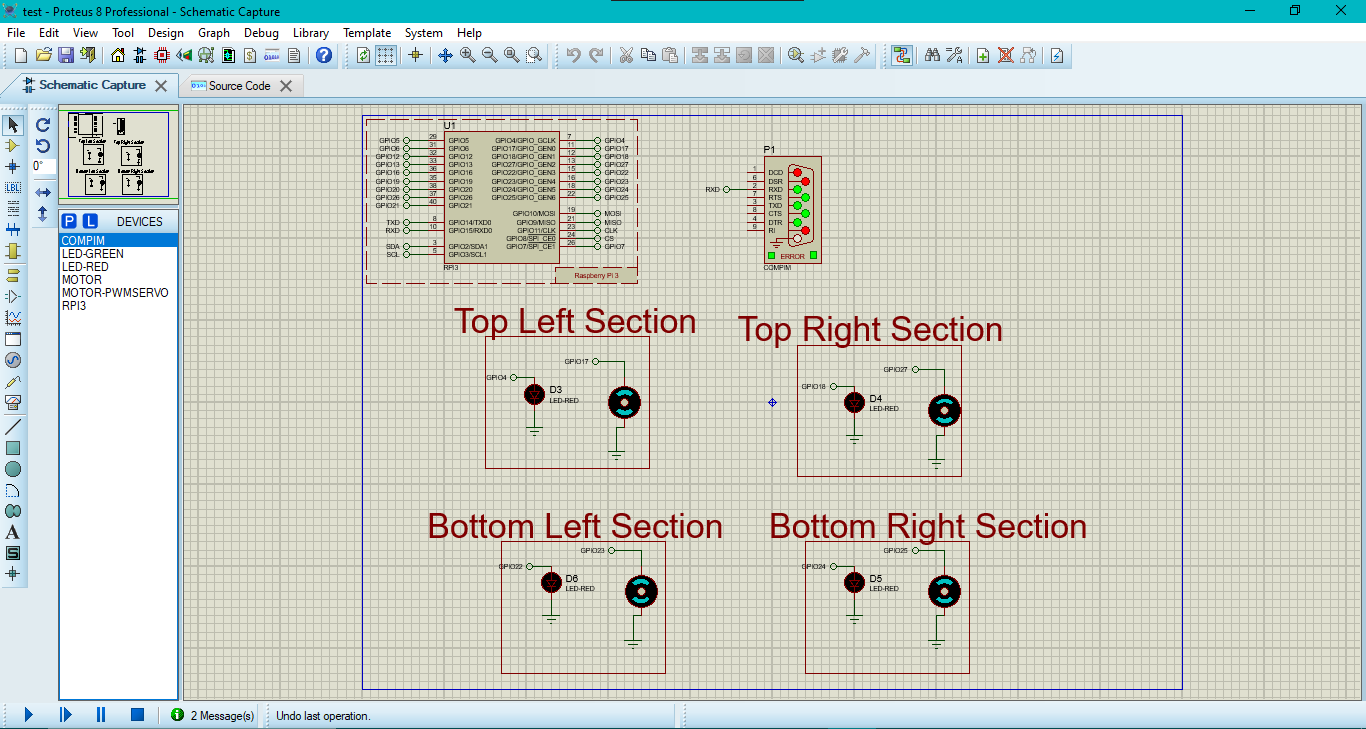 test - Proteus 8 Professional - Schematic Capture
File Edit View Tool Design Graph Debug Library Template System Help
Schematic Capture
Source Code
0°
LBL
P L DEVICES
COMPIM
LED-GREEN
LED-RED
MOTOR
MOTOR-PWMSERVO
RPI3
U1
GPIO5 29 GPIO5 GPIO4/GPIO_GCLK 7 GPIO4
GPIO6 31 GPIO6 GPIO17/GPIO_GEN0 11 GPIO17
GPIO12 32 GPIO12 GPIO18/GPIO_GEN1 12 GPIO18
GPIO13 33 GPIO13 GPIO27/GPIO_GEN2 13 GPIO27
GPIO16 36 GPIO16 GPIO22/GPIO_GEN3 15 GPIO22
GPIO19 35 GPIO19 GPIO23/GPIO_GEN4 16 GPIO23
GPIO20 38 GPIO20 GPIO24/GPIO_GEN5 18 GPIO24
GPIO26 37 GPIO26 GPIO25/GPIO_GEN6 22 GPIO25
GPIO21 40 GPIO21
GPIO10/MOSI 19 MOSI
TXD 8 GPIO14/TXD0 GPIO9/MISO 21 MISO
RXD 10 GPIO15/RXD0 GPIO11/CLK 23 CLK
GPIO8/SPI_CE0 24 CS
SDA 3 GPIO2/SDA1 GPIO7/SPI_CE1 26 GPIO7
SCL 5 GPIO3/SCL1
RPI3
Raspberry Pi 3
P1
1 DCD
6 DSR
RXD 2 RXD
7 RTS
3 TXD
8 CTS
4 DTR
9 RI
ERROR
COMPIM
Top Left Section
GPIO17
GPIO4
D3
LED-RED
Top Right Section
GPIO27
GPIO18
D4
LED-RED
Bottom Left Section
GPIO23
GPIO22
D6
LED-RED
Bottom Right Section
GPIO25
GPIO24
D5
LED-RED
2 Message(s)
Undo last operation.